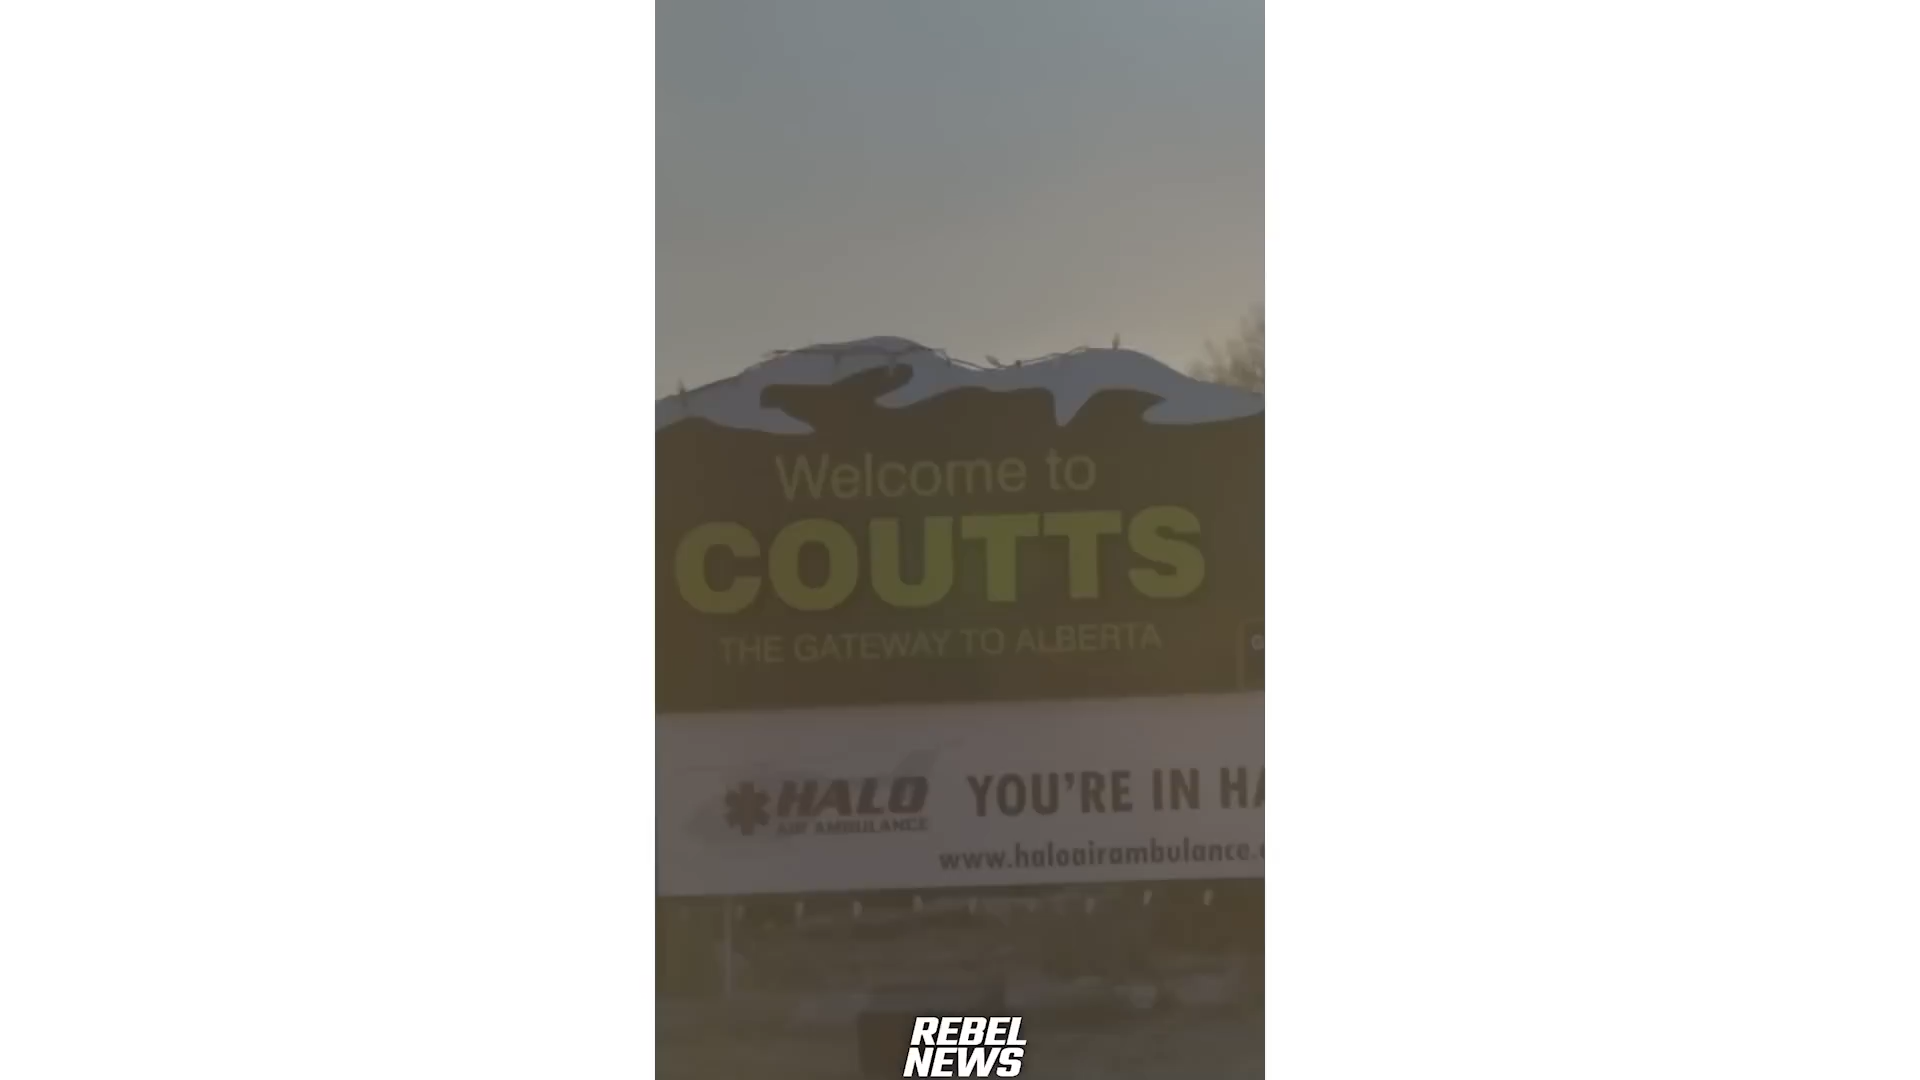 Welcome to
COUTTS
THE GATEWAY TO ALBERTA
HALO
AIR AMBULANCE
YOU'RE IN HA
www.haloairambulance.
REBEL
NEWS